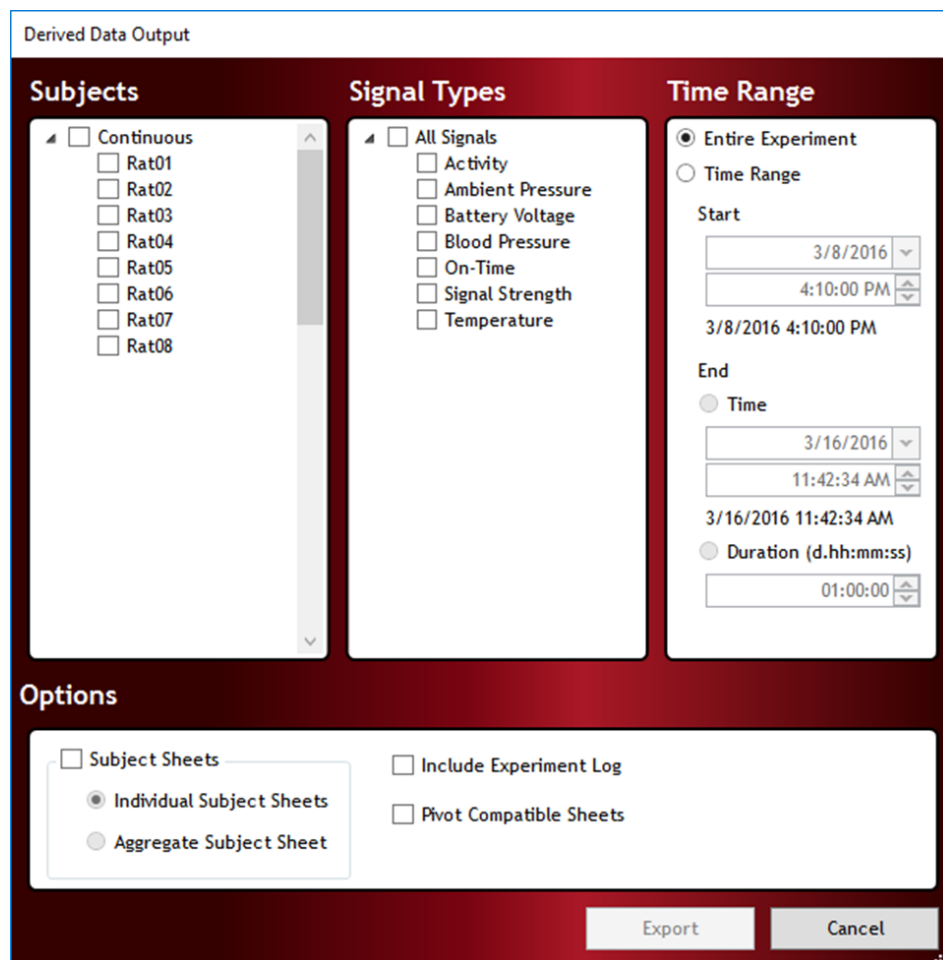 Derived Data Output
Subjects
Continuous
Rat01
Rat02
Rat03
Rat04
Rat05
Rat06
Rat07
Rat08
Signal Types
All Signals
Activity
Ambient Pressure
Battery Voltage
Blood Pressure
On-Time
Signal Strength
Temperature
Time Range
Entire Experiment
Time Range
Start
3/8/2016
4:10:00 PM
3/8/2016 4:10:00 PM
End
Time
3/16/2016
11:42:34 AM
3/16/2016 11:42:34 AM
Duration (d.hh:mm:ss)
01:00:00
Options
Subject Sheets
Individual Subject Sheets
Aggregate Subject Sheet
Include Experiment Log
Pivot Compatible Sheets
Export
Cancel